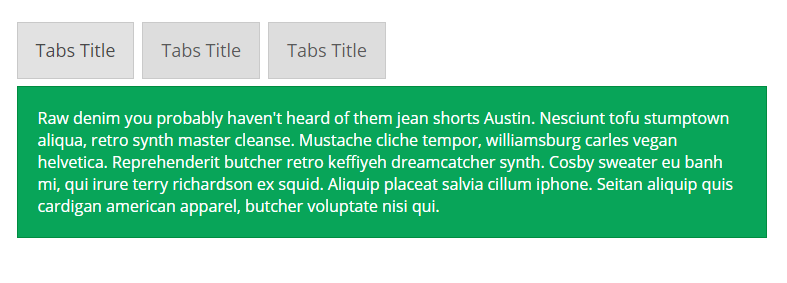 Tabs Title Tabs Title Tabs Title
Raw denim you probably haven't heard of them jean shorts Austin. Nesciunt tofu stumptown
aliqua, retro synth master cleanse. Mustache cliche tempor, williamsburg carles vegan
helvetica. Reprehenderit butcher retro keffiyeh dreamcatcher synth. Cosby sweater eu banh
mi, qui irure terry richardson ex squid. Aliquip placeat salvia cillum iphone. Seitan aliquip quis
cardigan american apparel, butcher voluptate nisi qui.